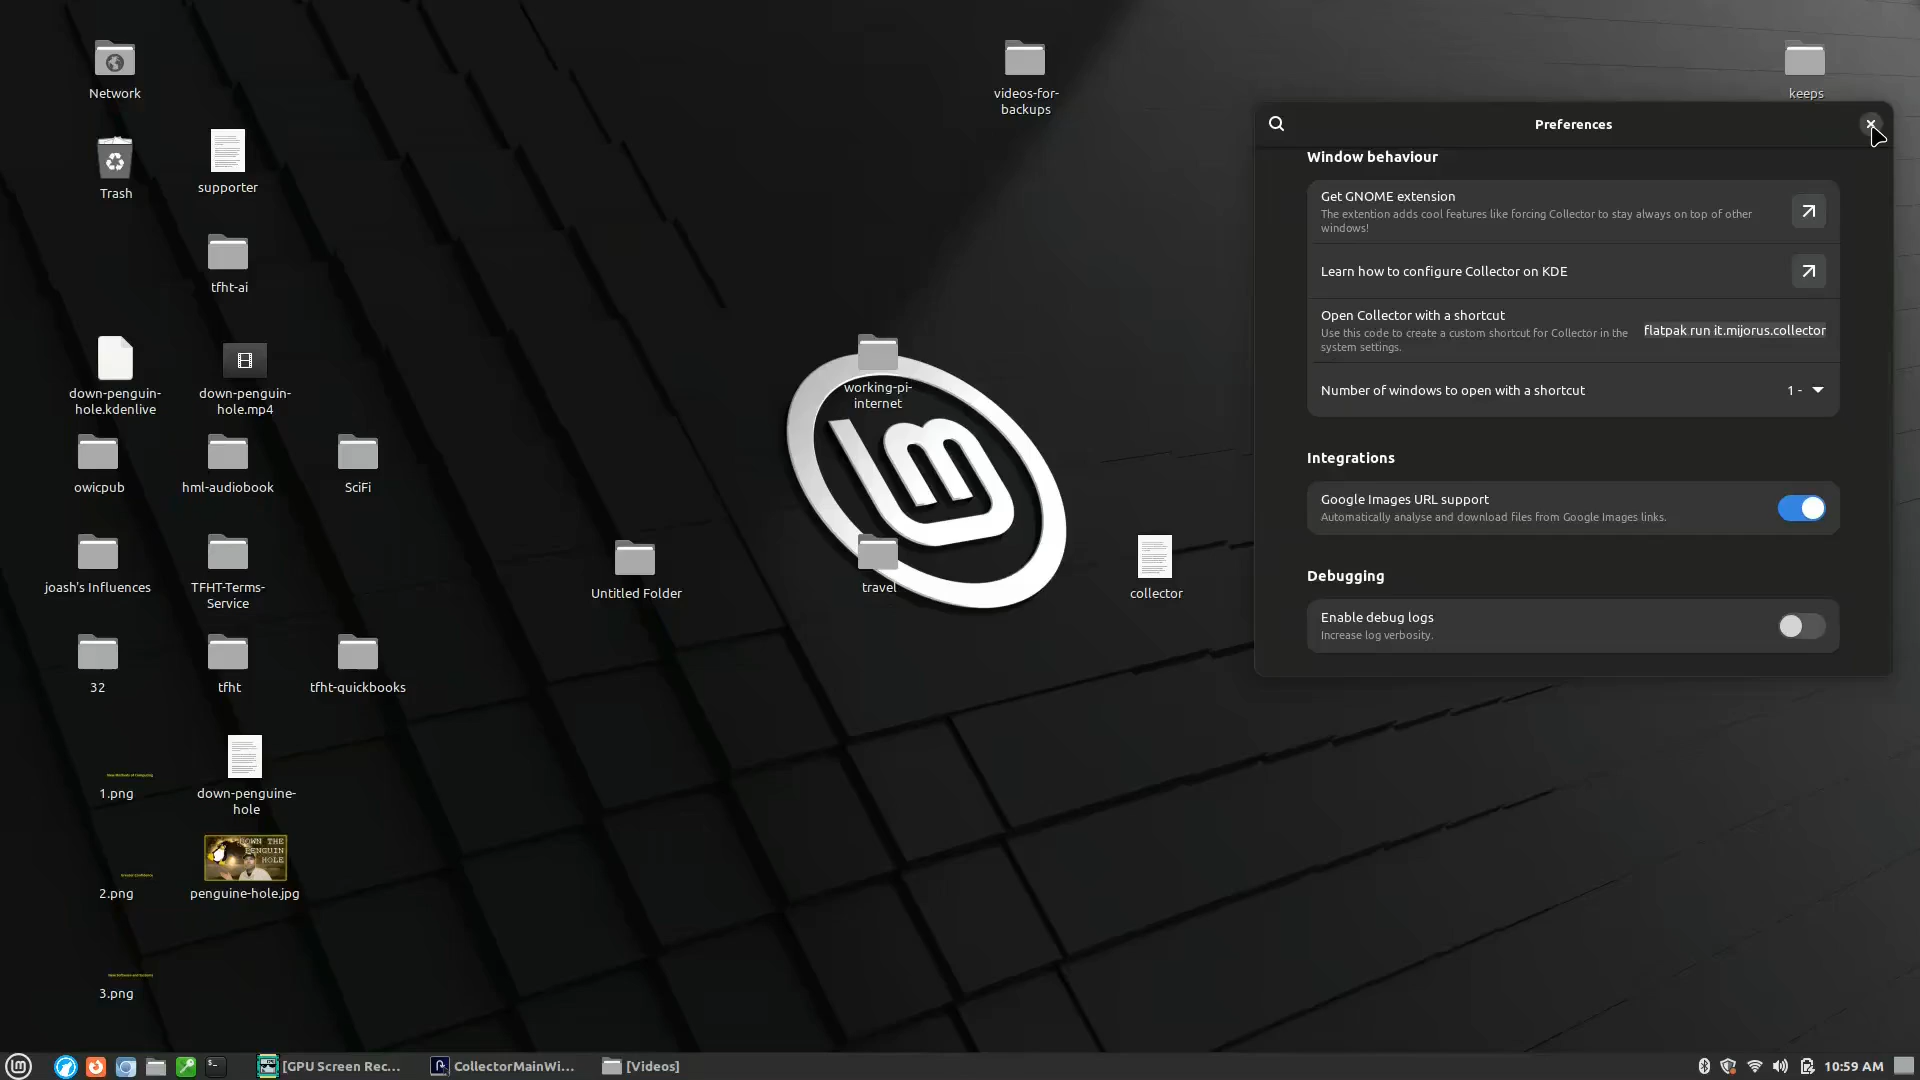 Network
videos-for-
backups
keeps
Trash
supporter
tfht-ai
down-penguin-
hole.kdenlive
down-penguin-
hole.mp4
working-pi-
internet
owicpub
hml-audiobook
SciFi
joash's Influences
TFHT-Terms-
Service
Untitled Folder
travel
collector
32
tfht
tfht-quickbooks
1.png
down-penguine-
hole
DOWN THE
PENGUIN
HOLE
2.png
penguine-hole.jpg
3.png
Preferences
Window behaviour
Get GNOME extension
The extention adds cool features like forcing Collector to stay always on top of other
windows!
Learn how to configure Collector on KDE
Open Collector with a shortcut
Use this code to create a custom shortcut for Collector in the
system settings.
flatpak run it.mijorus.collector
Number of windows to open with a shortcut
1 -
Integrations
Google Images URL support
Automatically analyse and download files from Google Images links.
Debugging
Enable debug logs
Increase log verbosity.
[GPU Screen Rec...
CollectorMainWi...
[Videos]
10:59 AM